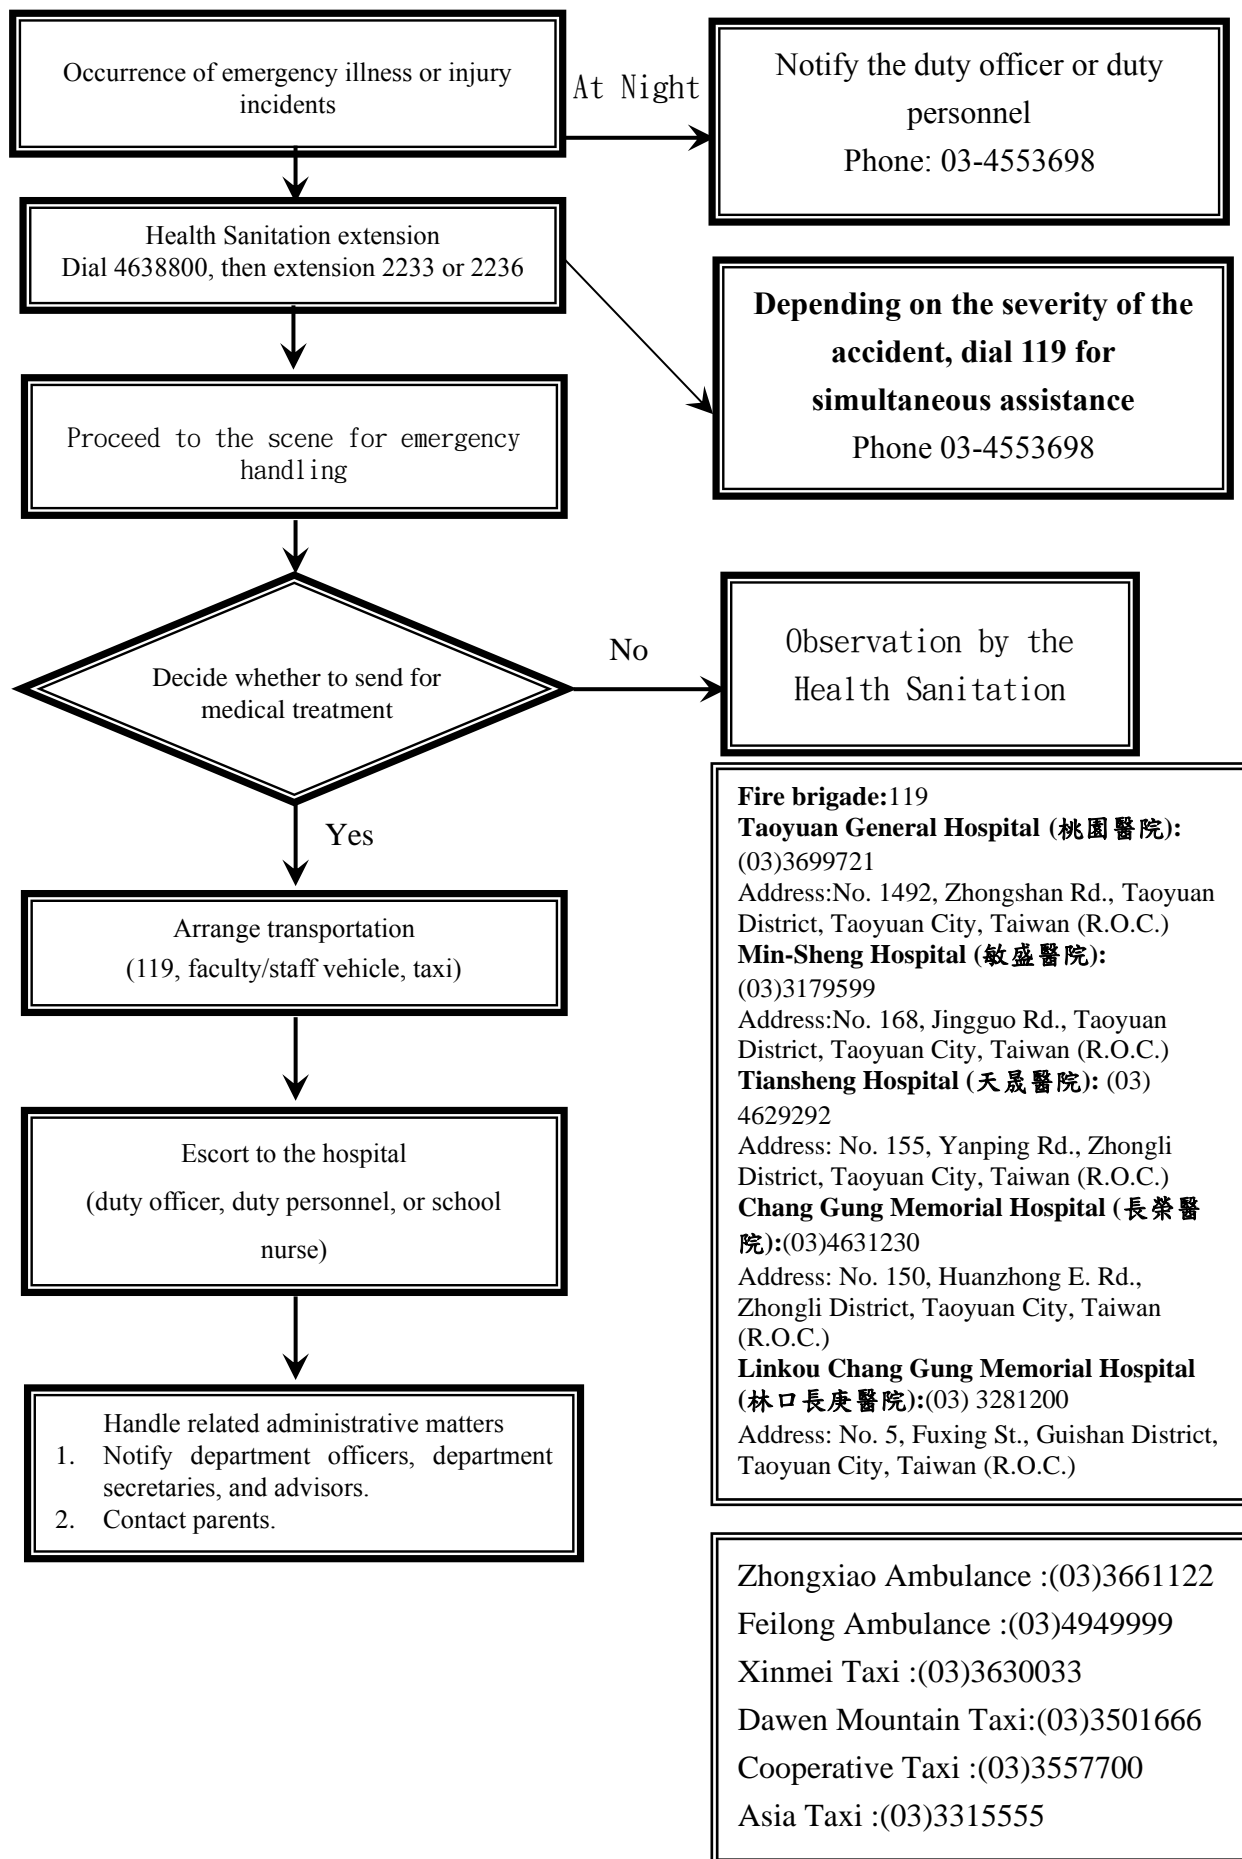 Occurrence of emergency illness or injury
incidents
At Night
Notify the duty officer or duty
personnel
Phone: 03-4553698
Health Sanitation extension
Dial 4638800, then extension 2233 or 2236
Depending on the severity of the
accident, dial 119 for
simultaneous assistance
Phone 03-4553698
Proceed to the scene for emergency
handling
Decide whether to send for
medical treatment
No
Observation by the
Health Sanitation
Yes
Arrange transportation
(119, faculty/staff vehicle, taxi)
Escort to the hospital
(duty officer, duty personnel, or school
nurse)
Handle related administrative matters
1. Notify department officers, department
secretaries, and advisors.
2. Contact parents.
Fire brigade:119
Taoyuan General Hospital (桃園醫院):
(03)3699721
Address:No. 1492, Zhongshan Rd., Taoyuan
District, Taoyuan City, Taiwan (R.O.C.)
Min-Sheng Hospital (敏盛醫院):
(03)3179599
Address:No. 168, Jingguo Rd., Taoyuan
District, Taoyuan City, Taiwan (R.O.C.)
Tiansheng Hospital (天晟醫院): (03)
4629292
Address: No. 155, Yanping Rd., Zhongli
District, Taoyuan City, Taiwan (R.O.C.)
Chang Gung Memorial Hospital (長榮醫
院):(03)4631230
Address: No. 150, Huanzhong E. Rd.,
Zhongli District, Taoyuan City, Taiwan
(R.O.C.)
Linkou Chang Gung Memorial Hospital
(林口長庚醫院):(03) 3281200
Address: No. 5, Fuxing St., Guishan District,
Taoyuan City, Taiwan (R.O.C.)
Zhongxiao Ambulance :(03)3661122
Feilong Ambulance :(03)4949999
Xinmei Taxi :(03)3630033
Dawen Mountain Taxi:(03)3501666
Cooperative Taxi :(03)3557700
Asia Taxi :(03)3315555